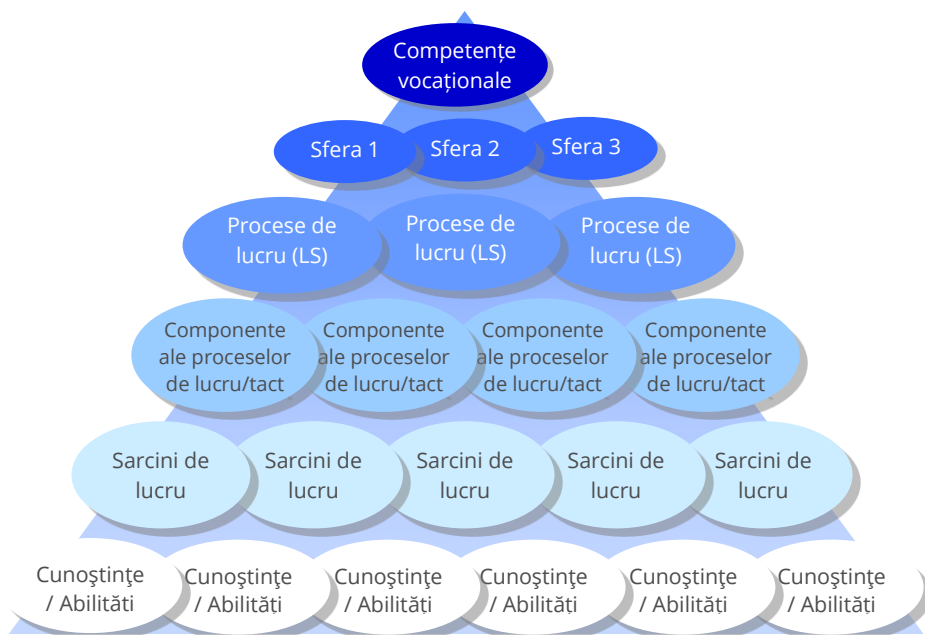 Competențe
vocaționale
Sfera 1
Sfera 2
Sfera 3
Procese de
lucru (LS)
Procese de
lucru (LS)
Procese de
lucru (LS)
Componente
ale proceselor
de lucru/tact
Componente
ale proceselor
de lucru/tact
Componente
ale proceselor
de lucru/tact
Componente
ale proceselor
de lucru/tact
Sarcini de
lucru
Sarcini de
lucru
Sarcini de
lucru
Sarcini de
lucru
Sarcini de
lucru
Cunoştinţe
/ Abilități
Cunoştinţe
/ Abilități
Cunoştinţe
/ Abilități
Cunoştinţe
/ Abilități
Cunoştinţe
/ Abilități
Cunoştinţe
/ Abilități